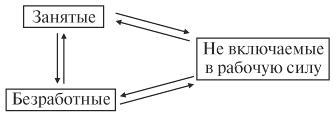 Занятые
Не включаемые
в рабочую силу
Безработные